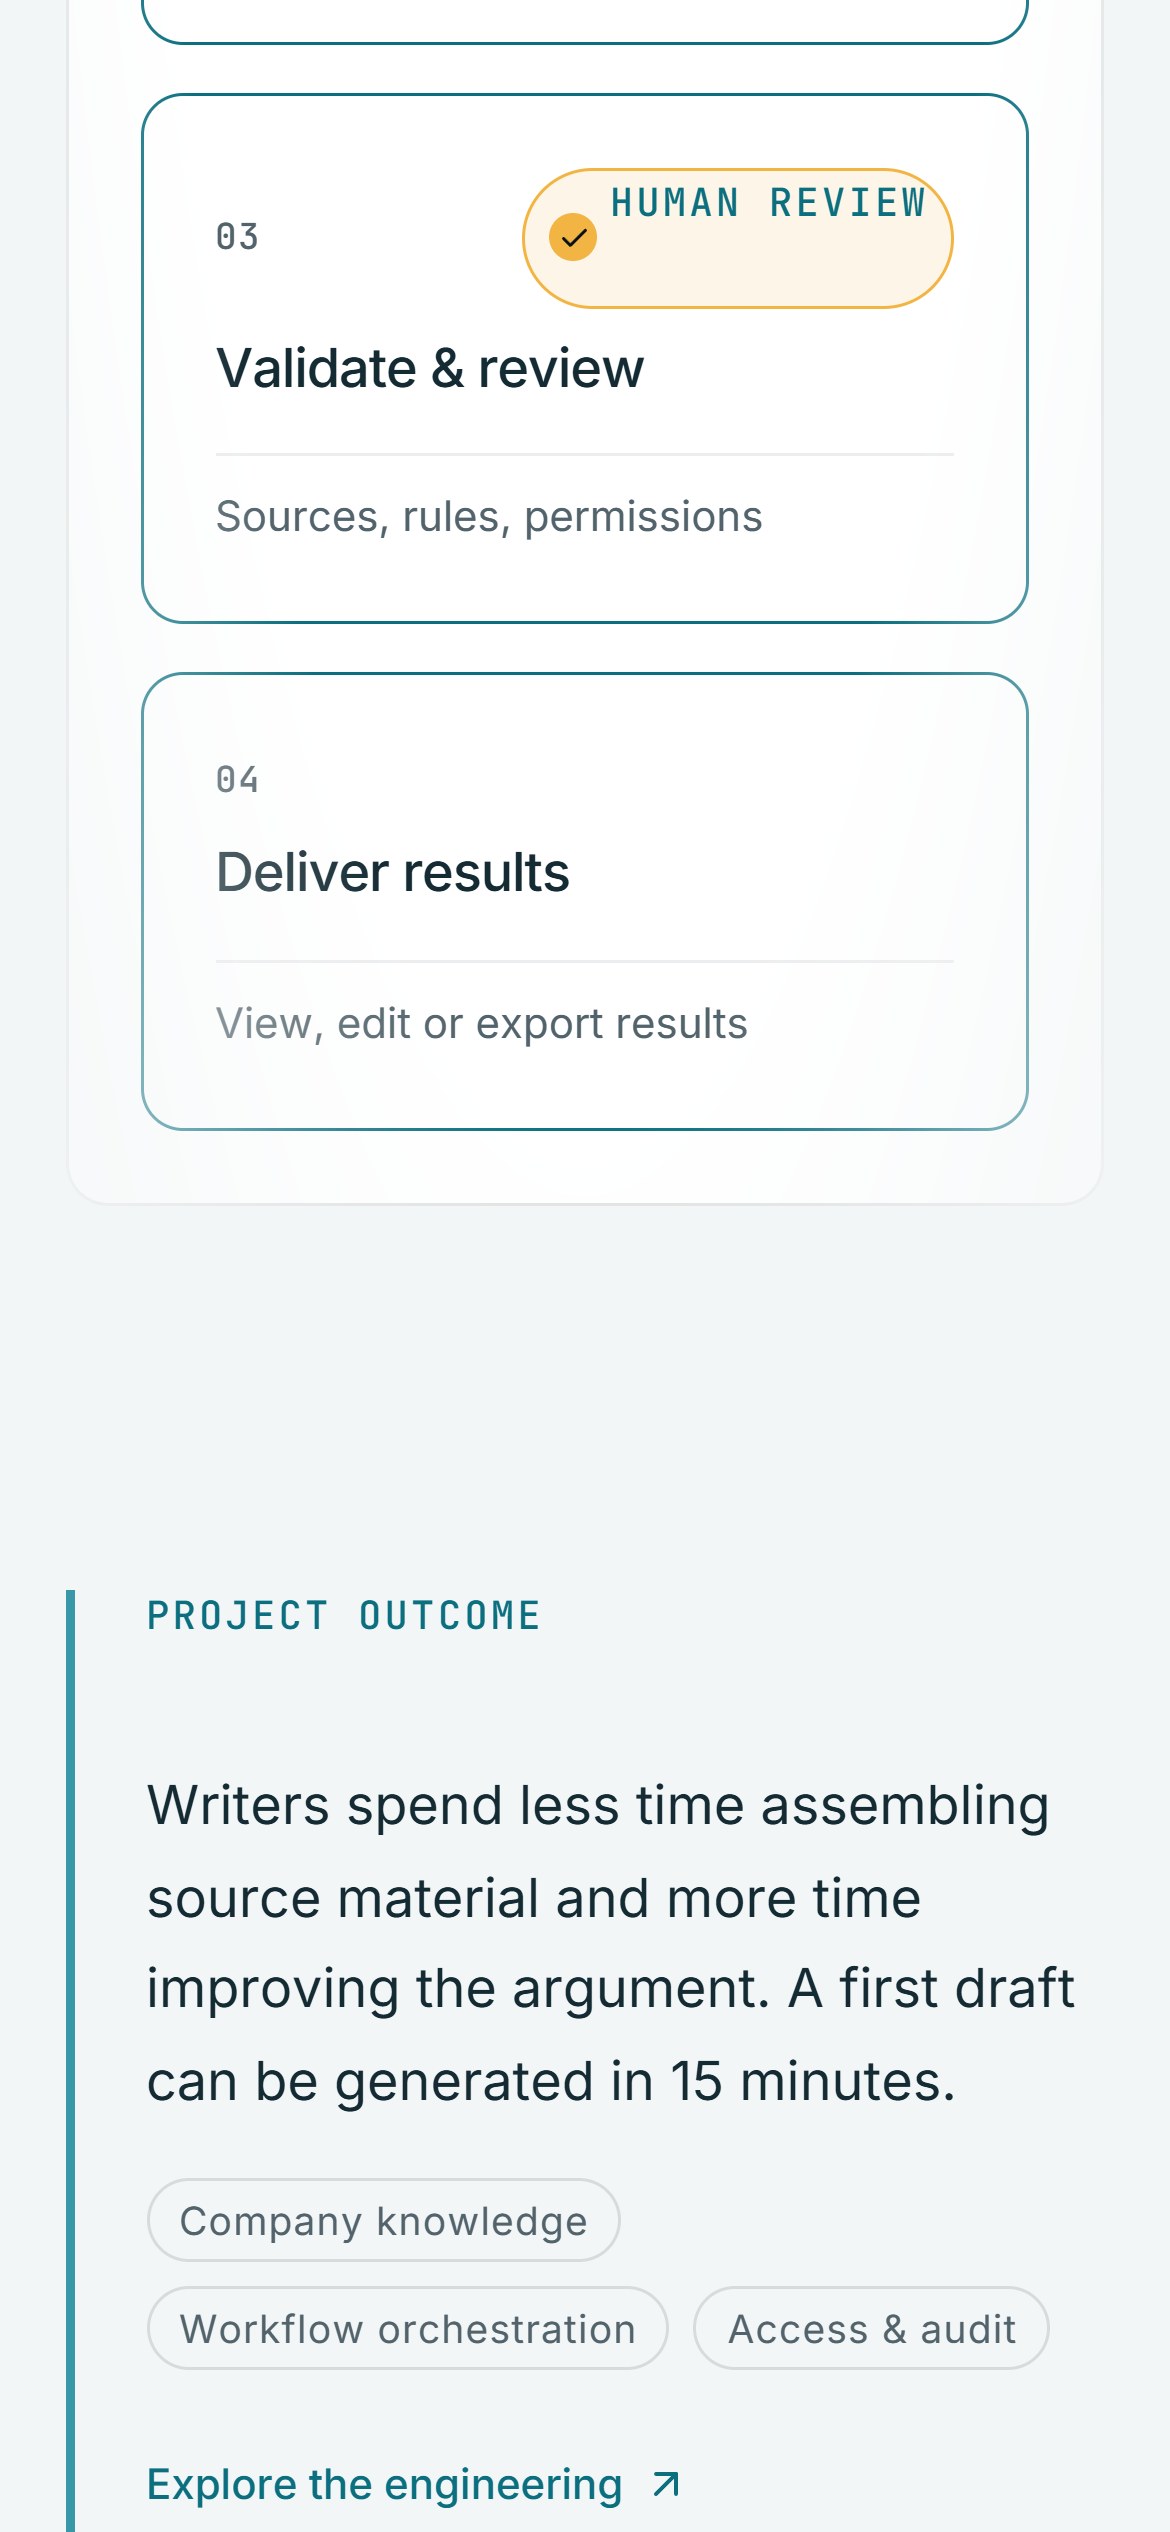 03
HUMAN REVIEW
Validate & review
Sources, rules, permissions
04
Deliver results
View, edit or export results
PROJECT OUTCOME
Writers spend less time assembling
source material and more time
improving the argument. A first draft
can be generated in 15 minutes.
Company knowledge
Workflow orchestration
Access & audit
Explore the engineering